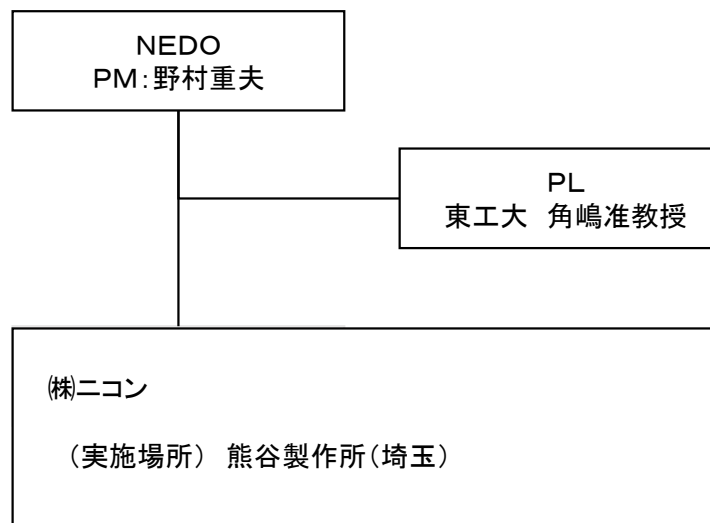 NEDO
PM:野村重夫
PL
東工大　角嶋准教授
㈱ニコン
（実施場所） 熊谷製作所（埼玉）